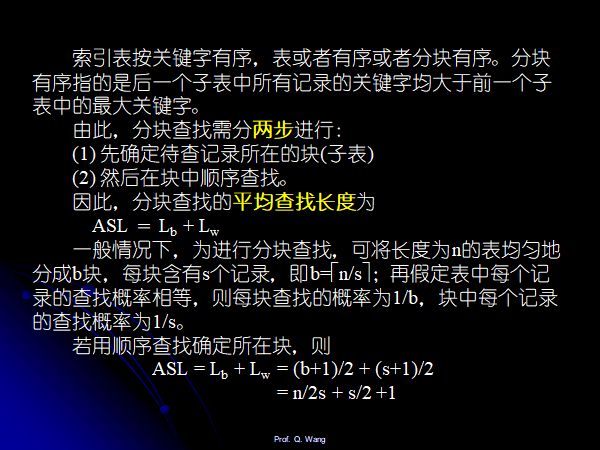 索引表按关键字有序，表或者有序或者分块有序。分块
有序指的是后一个子表中所有记录的关键字均大于前一个子
表中的最大关键字。
由此，分块查找需分两步进行：
(1) 先确定待查记录所在的块(子表)
(2) 然后在块中顺序查找。
因此，分块查找的平均查找长度为
ASL = Lb + Lw
一般情况下，为进行分块查找，可将长度为n的表均匀地
分成b块，每块含有s个记录，即b=⌈n/s⌉；再假定表中每个记
录的查找概率相等，则每块查找的概率为1/b，块中每个记录
的查找概率为1/s。
若用顺序查找确定所在块，则
ASL = Lb + Lw = (b+1)/2 + (s+1)/2
= n/2s + s/2 +1
Prof. Q. Wang